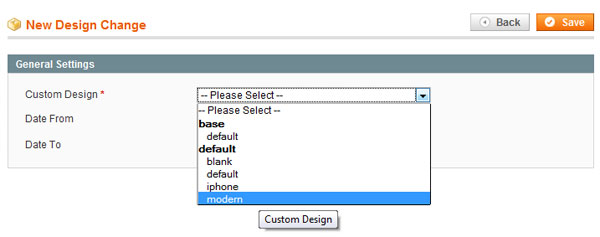 New Design Change
Back
Save
General Settings
Custom Design *
-- Please Select --
-- Please Select --
base
default
default
blank
default
iphone
modern
Date From
Date To
Custom Design